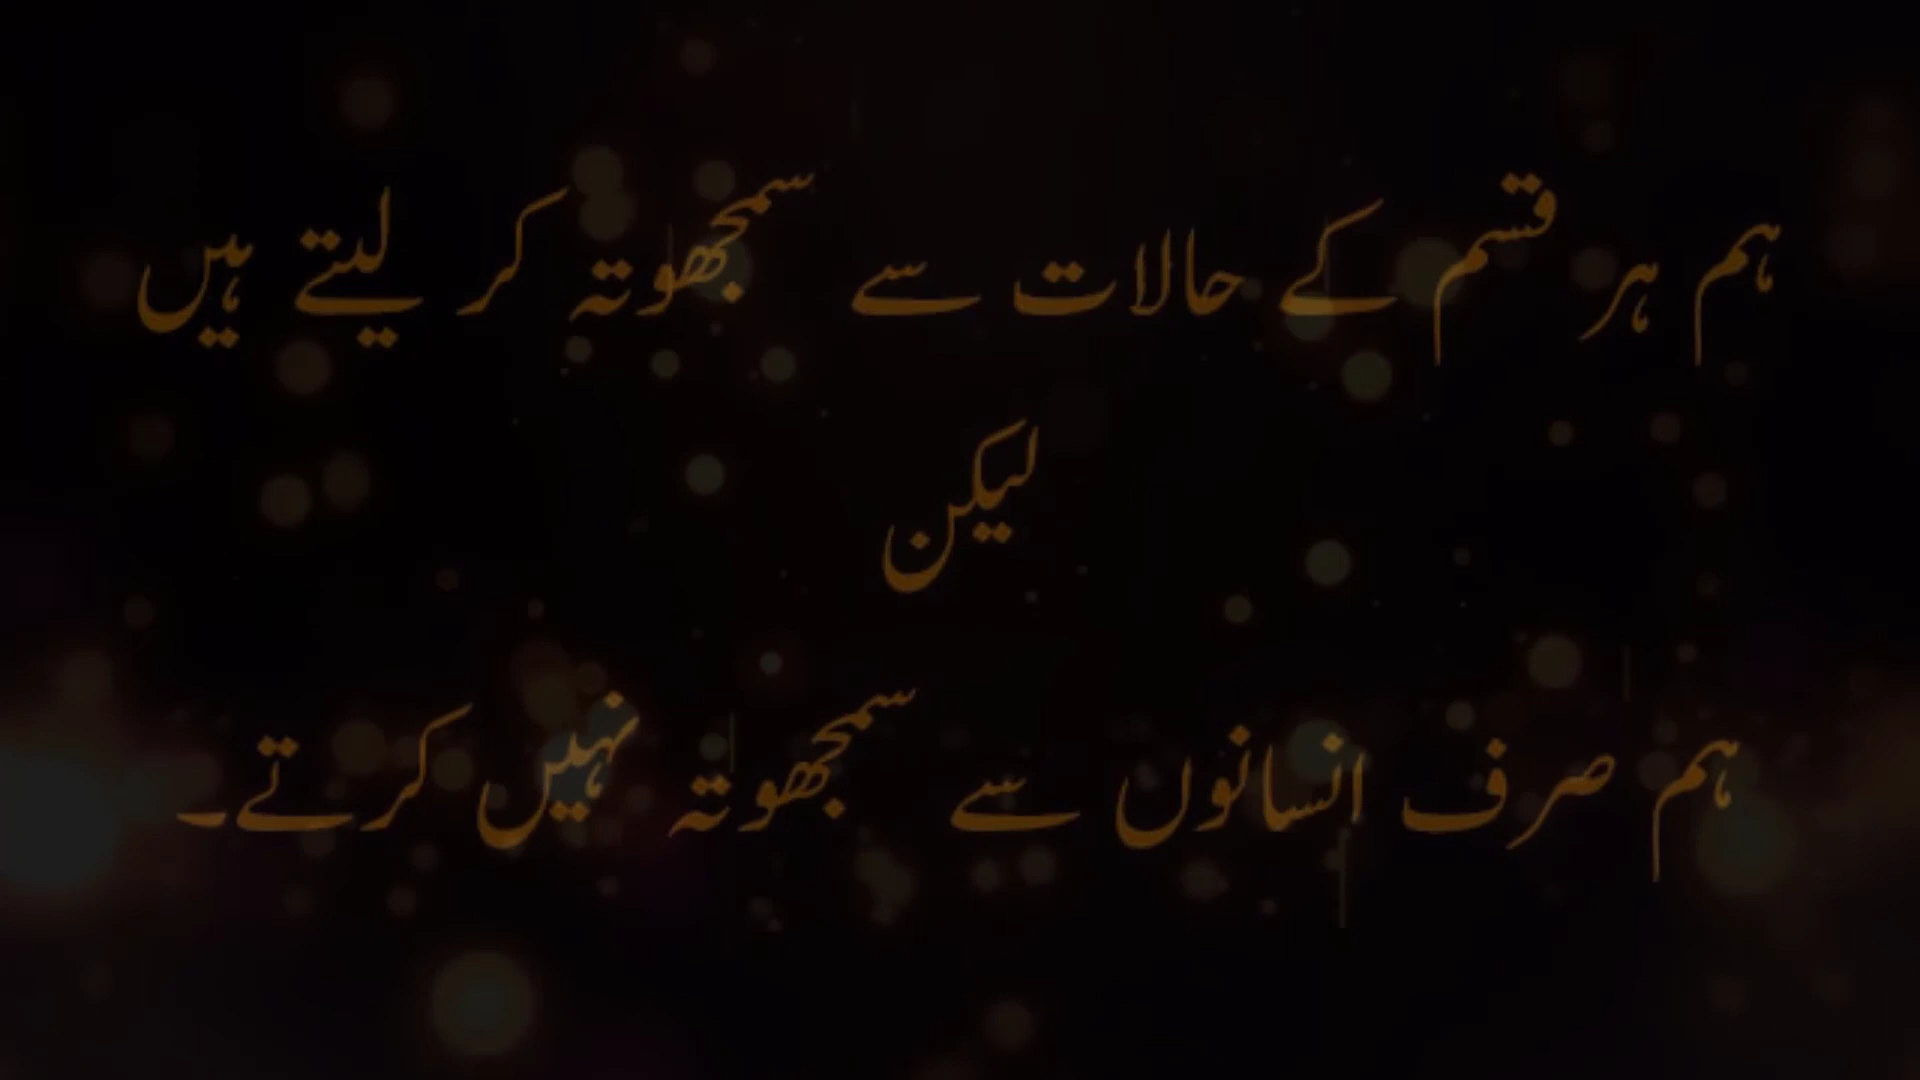 ہم ہر قسم کے حالات سے سمجھوتہ کر لیتے ہیں
لیکن
ہم صرف انسانوں سے سمجھوتہ نہیں کرتے۔